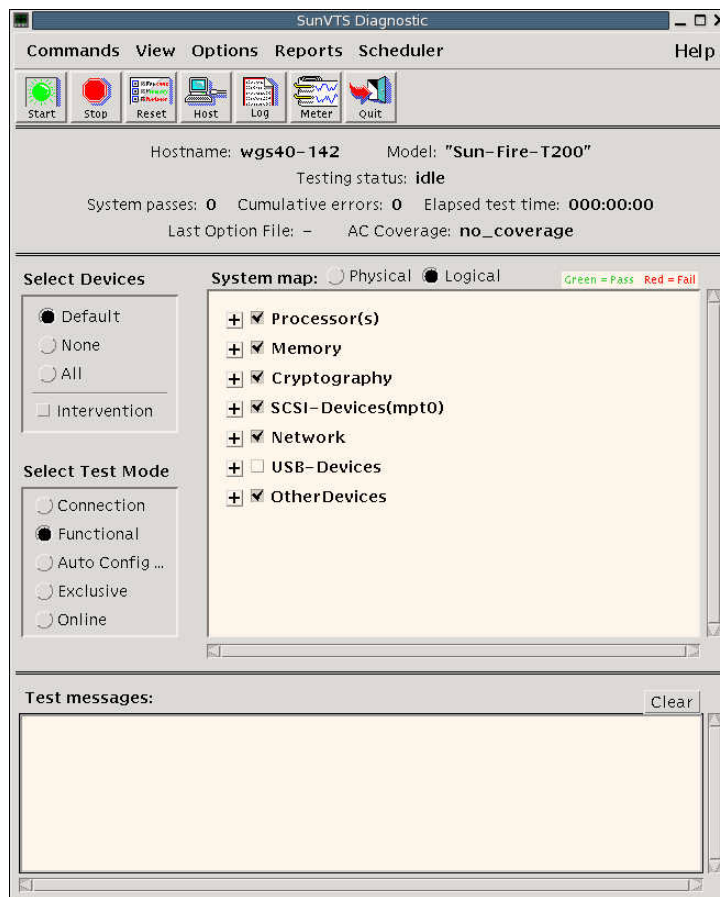 SunVTS Diagnostic
Commands View Options Reports Scheduler Help
Start Stop Reset Host Log Meter Quit
Hostname: wgs40-142 Model: "Sun-Fire-T200"
Testing status: idle
System passes: 0 Cumulative errors: 0 Elapsed test time: 000:00:00
Last Option File: - AC Coverage: no_coverage
Select Devices
Default
None
All
Intervention
Select Test Mode
Connection
Functional
Auto Config ...
Exclusive
Online
System map: Physical Logical Green = Pass Red = Fail
Processor(s)
Memory
Cryptography
SCSI-Devices(mpt0)
Network
USB-Devices
OtherDevices
Test messages:
Clear